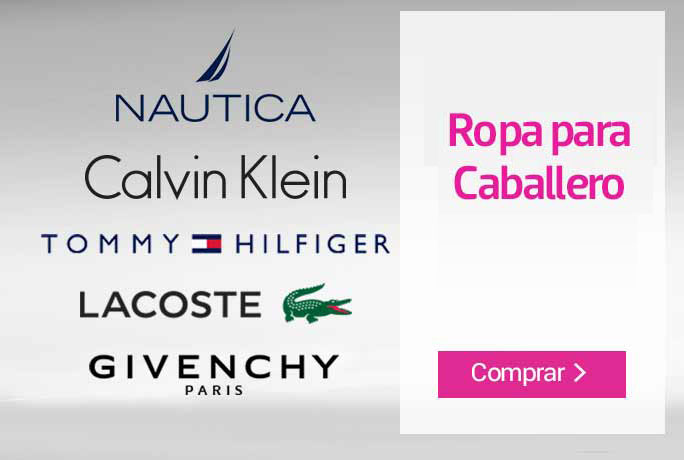 NAUTICA
Calvin Klein
TOMMY HILFIGER
LACOSTE
GIVENCHY
PARIS
Ropa para
Caballero
Comprar >